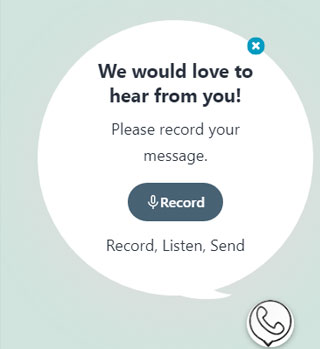 We would love to
hear from you!
Please record your
message.
Record
Record, Listen, Send